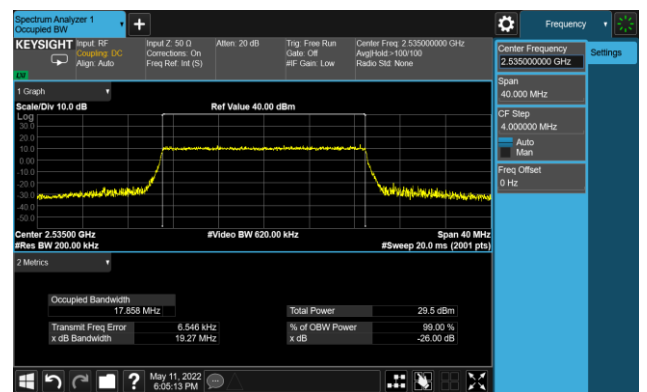 Spectrum Analyzer 1
Occupied BW
Frequency
KEYSIGHT
Input: RF
Coupling: DC
Align: Auto
Input Z: 50 Ω
Corrections: On
Freq Ref: Int (S)
Atten: 20 dB
Trig: Free Run
Gate: Off
#IF Gain: Low
Center Freq: 2.535000000 GHz
Avg|Hold:>100/100
Radio Std: None
Center Frequency
2.535000000 GHz
Settings
Span
40.000 MHz
CF Step
4.000000 MHz
Auto
Man
Freq Offset
0 Hz
1 Graph
Scale/Div 10.0 dB
Ref Value 40.00 dBm
Log
30.0
20.0
10.0
0.00
-10.0
-20.0
-30.0
-40.0
-50.0
Center 2.53500 GHz
#Video BW 620.00 kHz
Span 40 MHz
#Res BW 200.00 kHz
#Sweep 20.0 ms (2001 pts)
2 Metrics
Occupied Bandwidth
17.858 MHz
Total Power
29.5 dBm
Transmit Freq Error
6.546 kHz
% of OBW Power
99.00 %
x dB Bandwidth
19.27 MHz
x dB
-26.00 dB
May 11, 2022
6:05:13 PM